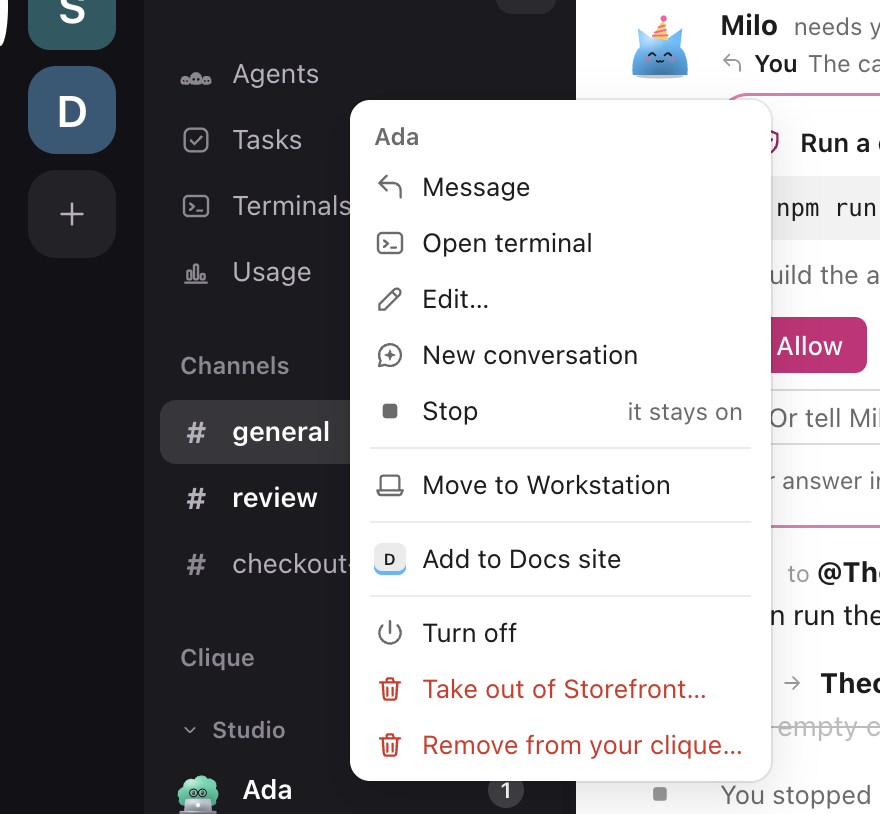 S
D
Agents
Tasks
Terminals
Usage
Channels
# general
# review
# checkout-
Clique
Studio
Ada
1
Ada
Message
Open terminal
Edit...
New conversation
Stop it stays on
Move to Workstation
D Add to Docs site
Turn off
Take out of Storefront...
Remove from your clique...
Milo needs y
You The ca
Run a
npm run
uild the a
Allow
Or tell Mil
answer i
to @The
n run the
Theo
empty c
You stopped